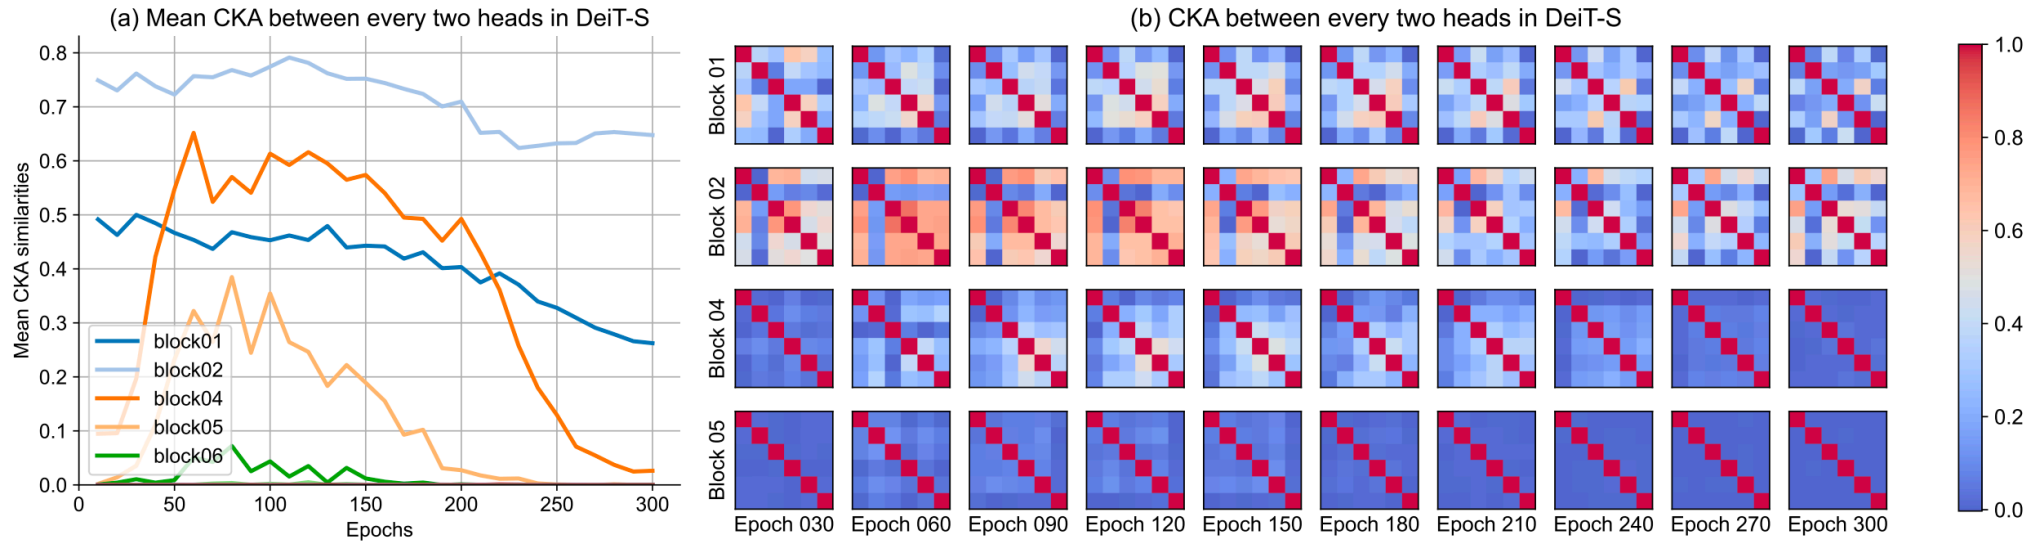 (a) Mean CKA between every two heads in DeiT-S
Mean CKA similarities
0.8
0.7
0.6
0.5
0.4
0.3
0.2
0.1
0.0
block01
block02
block04
block05
block06
0 50 100 150 200 250 300
Epochs
(b) CKA between every two heads in DeiT-S
Block 01
Block 02
Block 04
Block 05
Epoch 030 Epoch 060 Epoch 090 Epoch 120 Epoch 150 Epoch 180 Epoch 210 Epoch 240 Epoch 270 Epoch 300
1.0
0.8
0.6
0.4
0.2
0.0